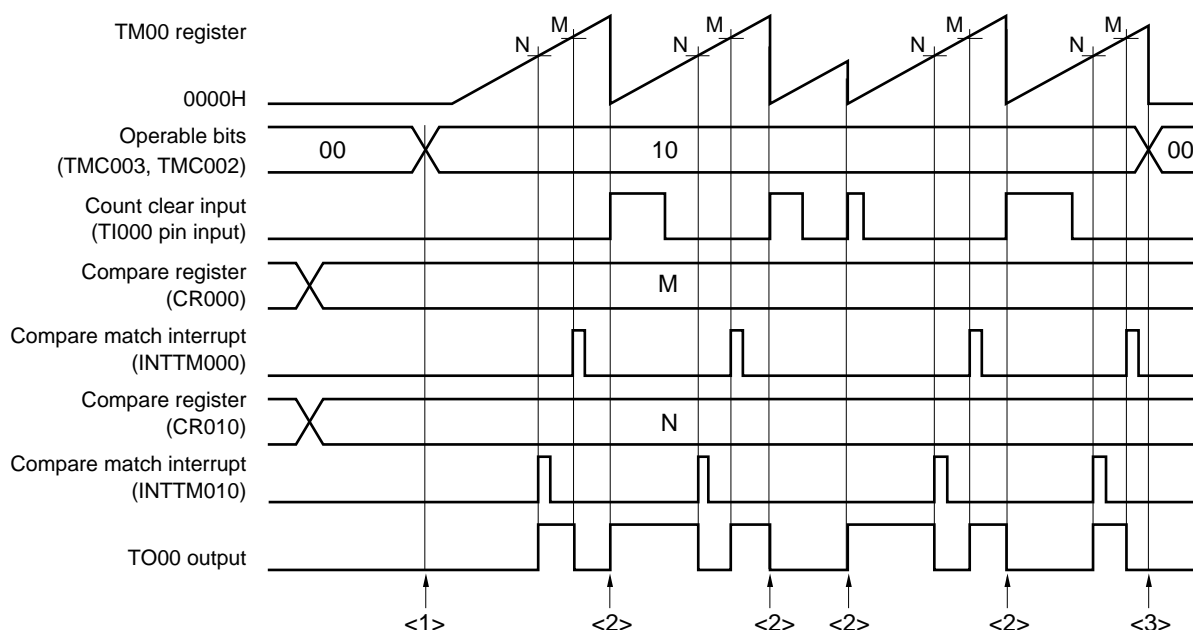 TM00 register
N M N M N M N M
0000H
Operable bits
(TMC003, TMC002)
00 10 00
Count clear input
(TI000 pin input)
Compare register
(CR000)
M
Compare match interrupt
(INTTM000)
Compare register
(CR010)
N
Compare match interrupt
(INTTM010)
TO00 output
<1> <2> <2> <2> <2> <3>